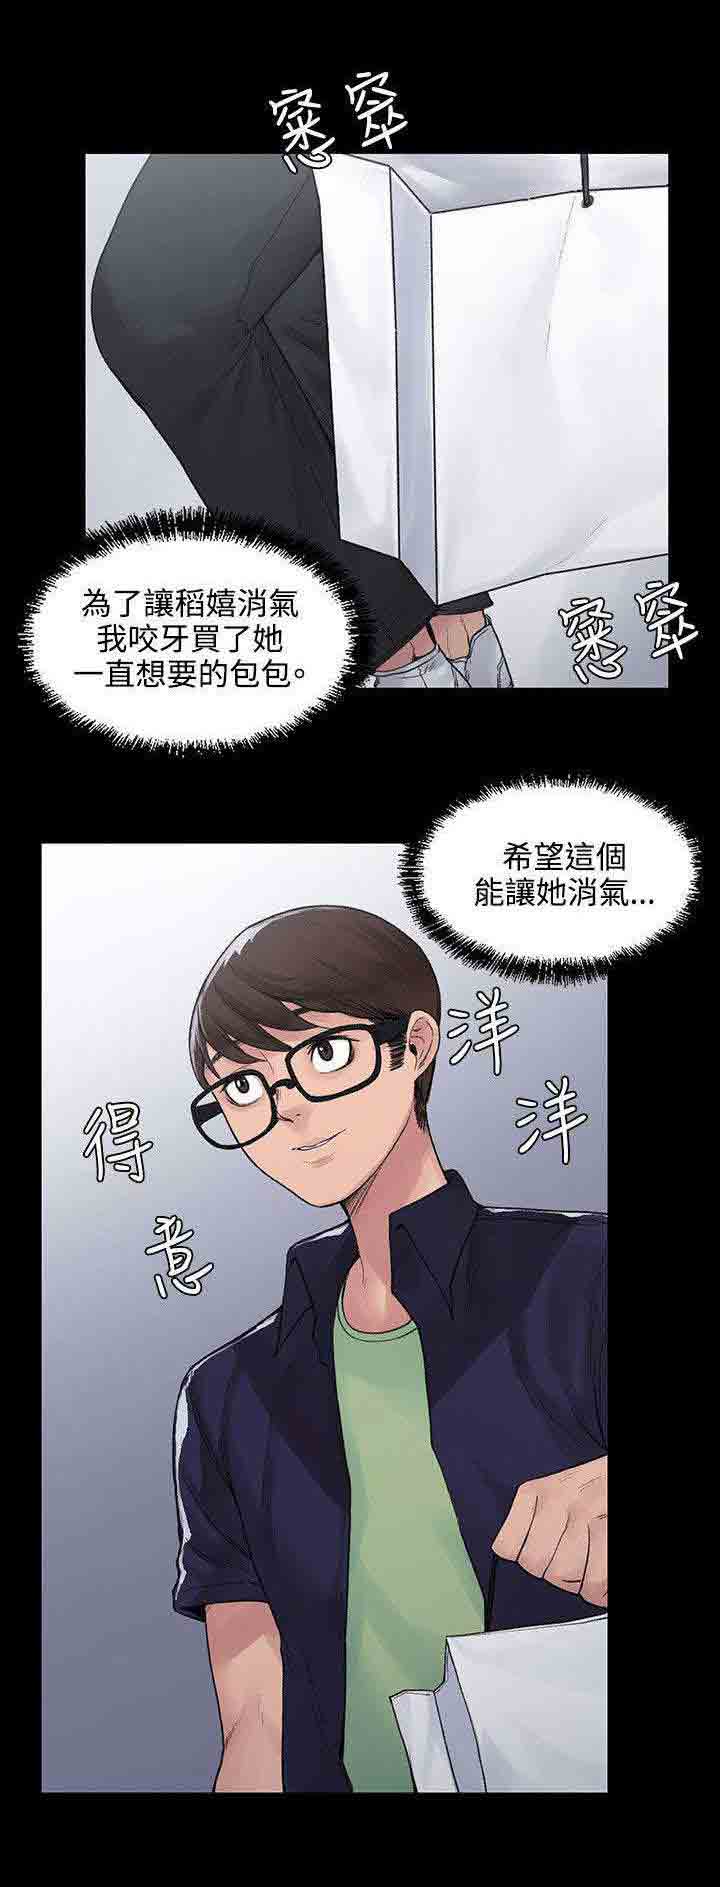 窸窣
為了讓稻嬉消氣
我咬牙買了她
一直想要的包包。
窸窣
希望這個
能讓她消氣...
得意
洋洋